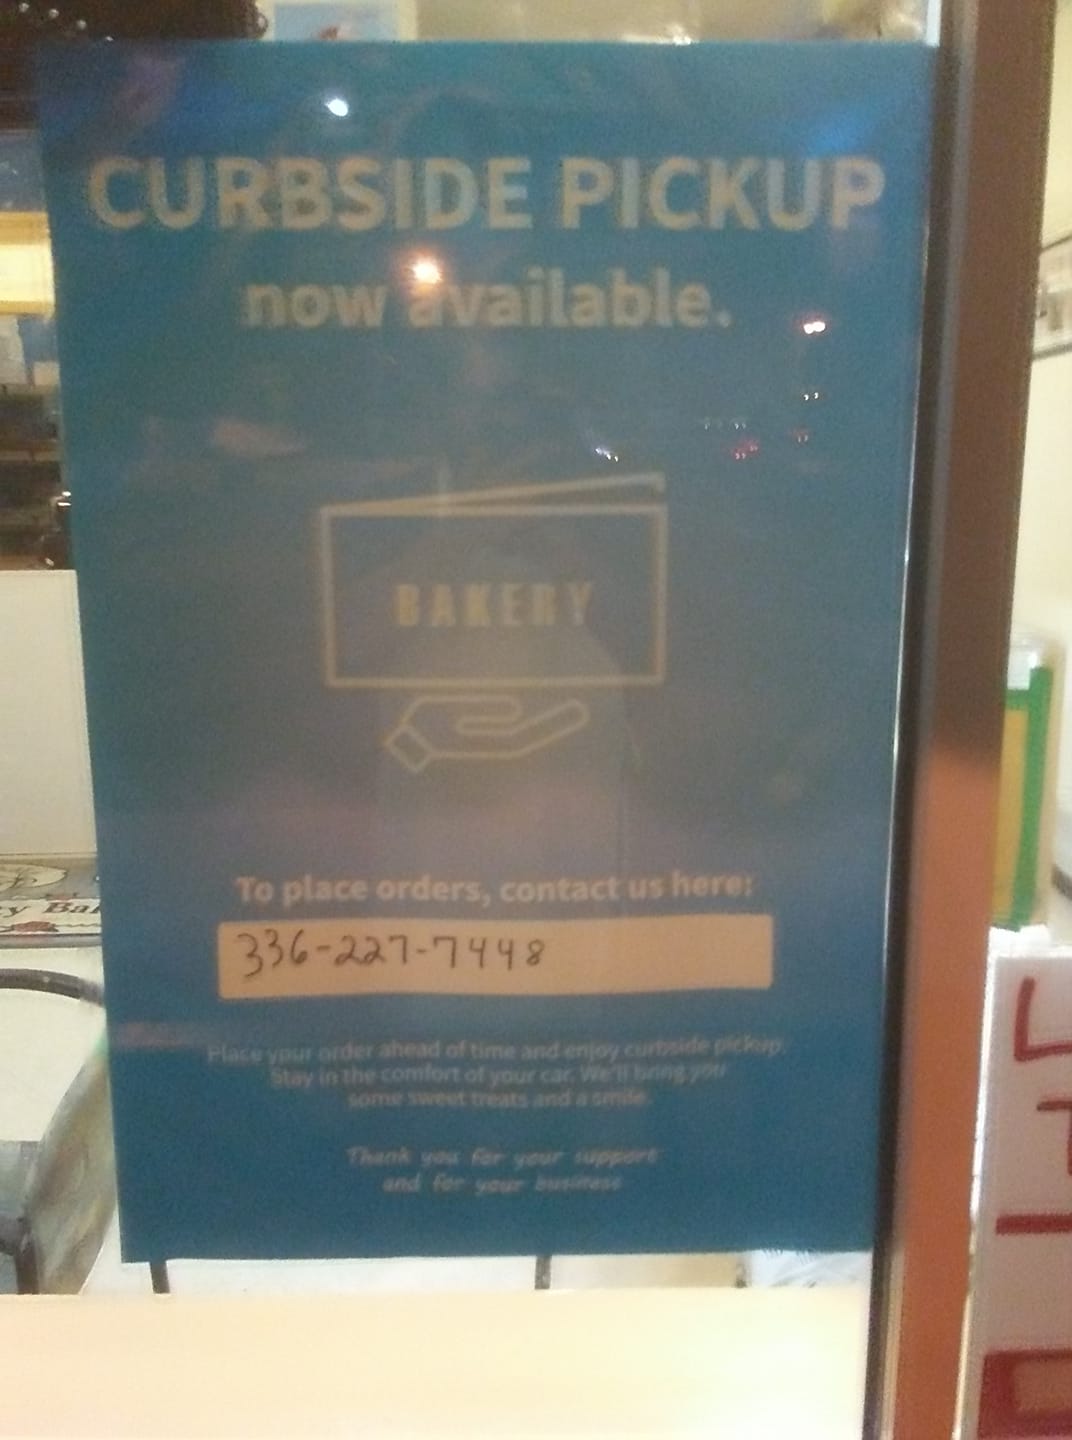 CURBSIDE PICKUP
now available.
BAKERY
To place orders, contact us here:
336-227-7448
Place your order ahead of time and enjoy curbside pickup.
Stay in the comfort of your car. We'll bring you
some sweet treats and a smile.
Thank you for your support
and for your business